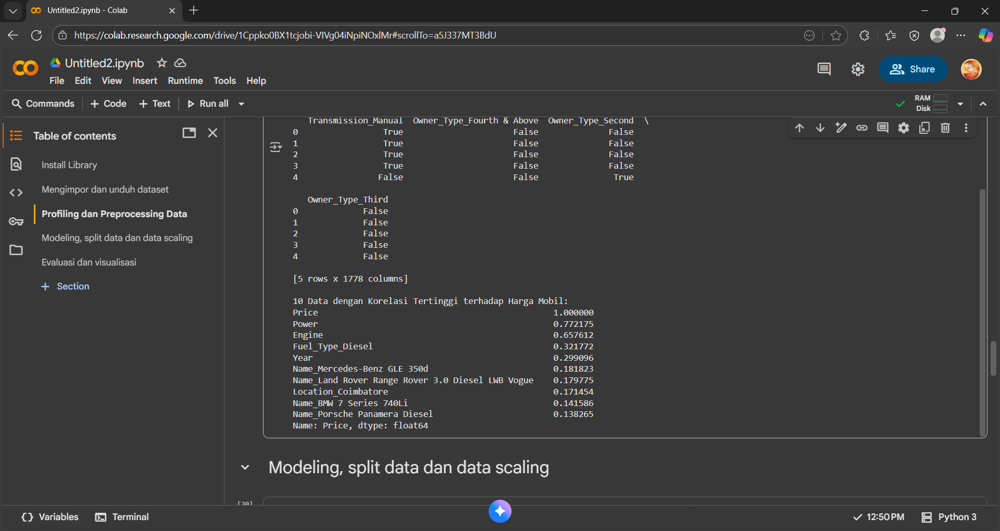 Untitled2.ipynb - Colab
https://colab.research.google.com/drive/1Cppko0BX1tcjobi-VIVg04iNpiNOxlMr#scrollTo=a5J337MT3BdU
Untitled2.ipynb
File Edit View Insert Runtime Tools Help
Share
Commands + Code + Text Run all
RAM
Disk
Table of contents
Install Library
Mengimpor dan unduh dataset
Profiling dan Preprocessing Data
Modeling, split data dan data scaling
Evaluasi dan visualisasi
+ Section
Transmission_Manual Owner_Type_Fourth & Above Owner_Type_Second \
0 True False False
1 True False False
2 True False False
3 True False False
4 False False True
Owner_Type_Third
0 False
1 False
2 False
3 False
4 False
[5 rows x 1778 columns]
10 Data dengan Korelasi Tertinggi terhadap Harga Mobil:
Price 1.000000
Power 0.772175
Engine 0.657612
Fuel_Type_Diesel 0.321772
Year 0.299096
Name_Mercedes-Benz GLE 350d 0.181823
Name_Land Rover Range Rover 3.0 Diesel LWB Vogue 0.179775
Location_Coimbatore 0.171454
Name_BMW 7 Series 740Li 0.141586
Name_Porsche Panamera Diesel 0.138265
Name: Price, dtype: float64
Modeling, split data dan data scaling
[30]
Variables Terminal
12:50 PM Python 3